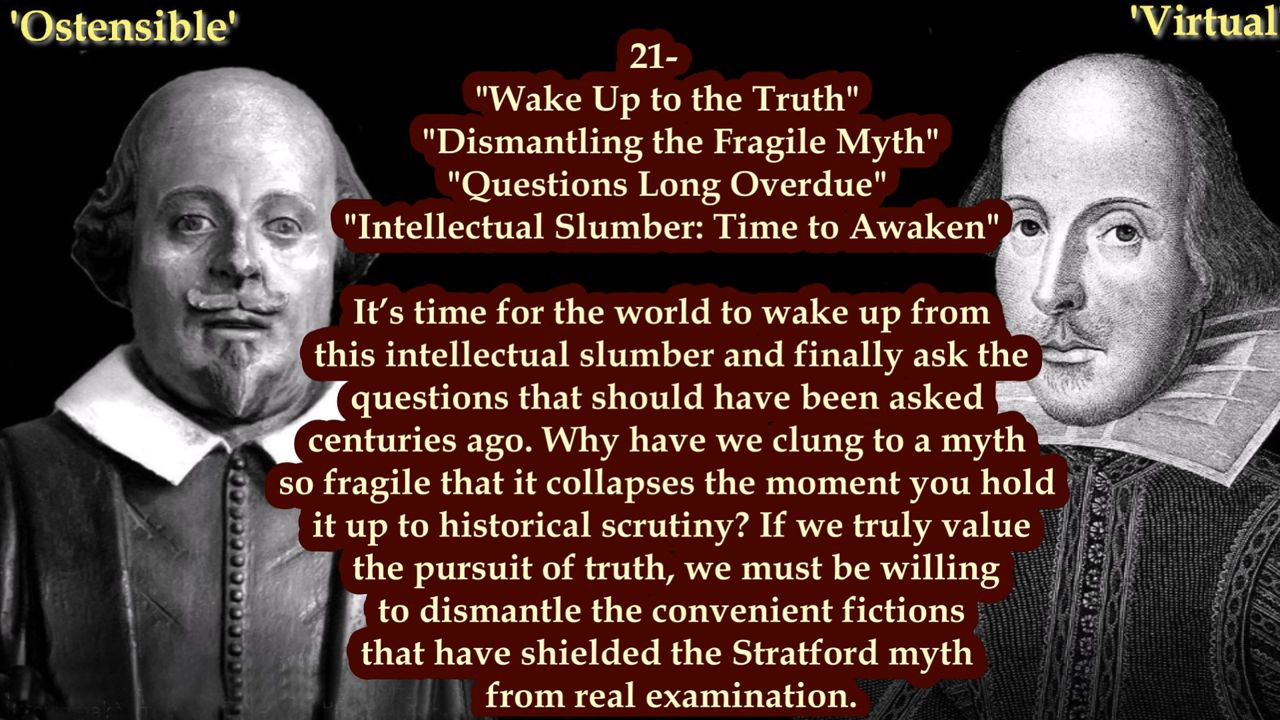 'Ostensible'
'Virtual
21-
"Wake Up to the Truth"
"Dismantling the Fragile Myth"
"Questions Long Overdue"
"Intellectual Slumber: Time to Awaken"
It’s time for the world to wake up from
this intellectual slumber and finally ask the
questions that should have been asked
centuries ago. Why have we clung to a myth
so fragile that it collapses the moment you hold
it up to historical scrutiny? If we truly value
the pursuit of truth, we must be willing
to dismantle the convenient fictions
that have shielded the Stratford myth
from real examination.